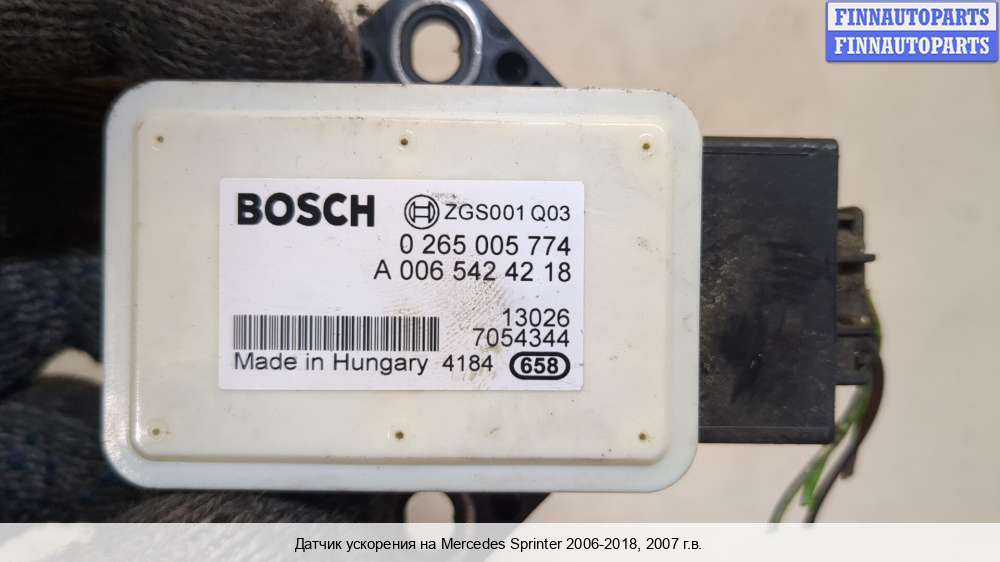 FINNAUTOPARTS
FINNAUTOPARTS
BOSCH ZGS001 Q03
0 265 005 774
A 006 542 42 18
13026
7054344
Made in Hungary 4184 658
Датчик ускорения на Mercedes Sprinter 2006-2018, 2007 г.в.